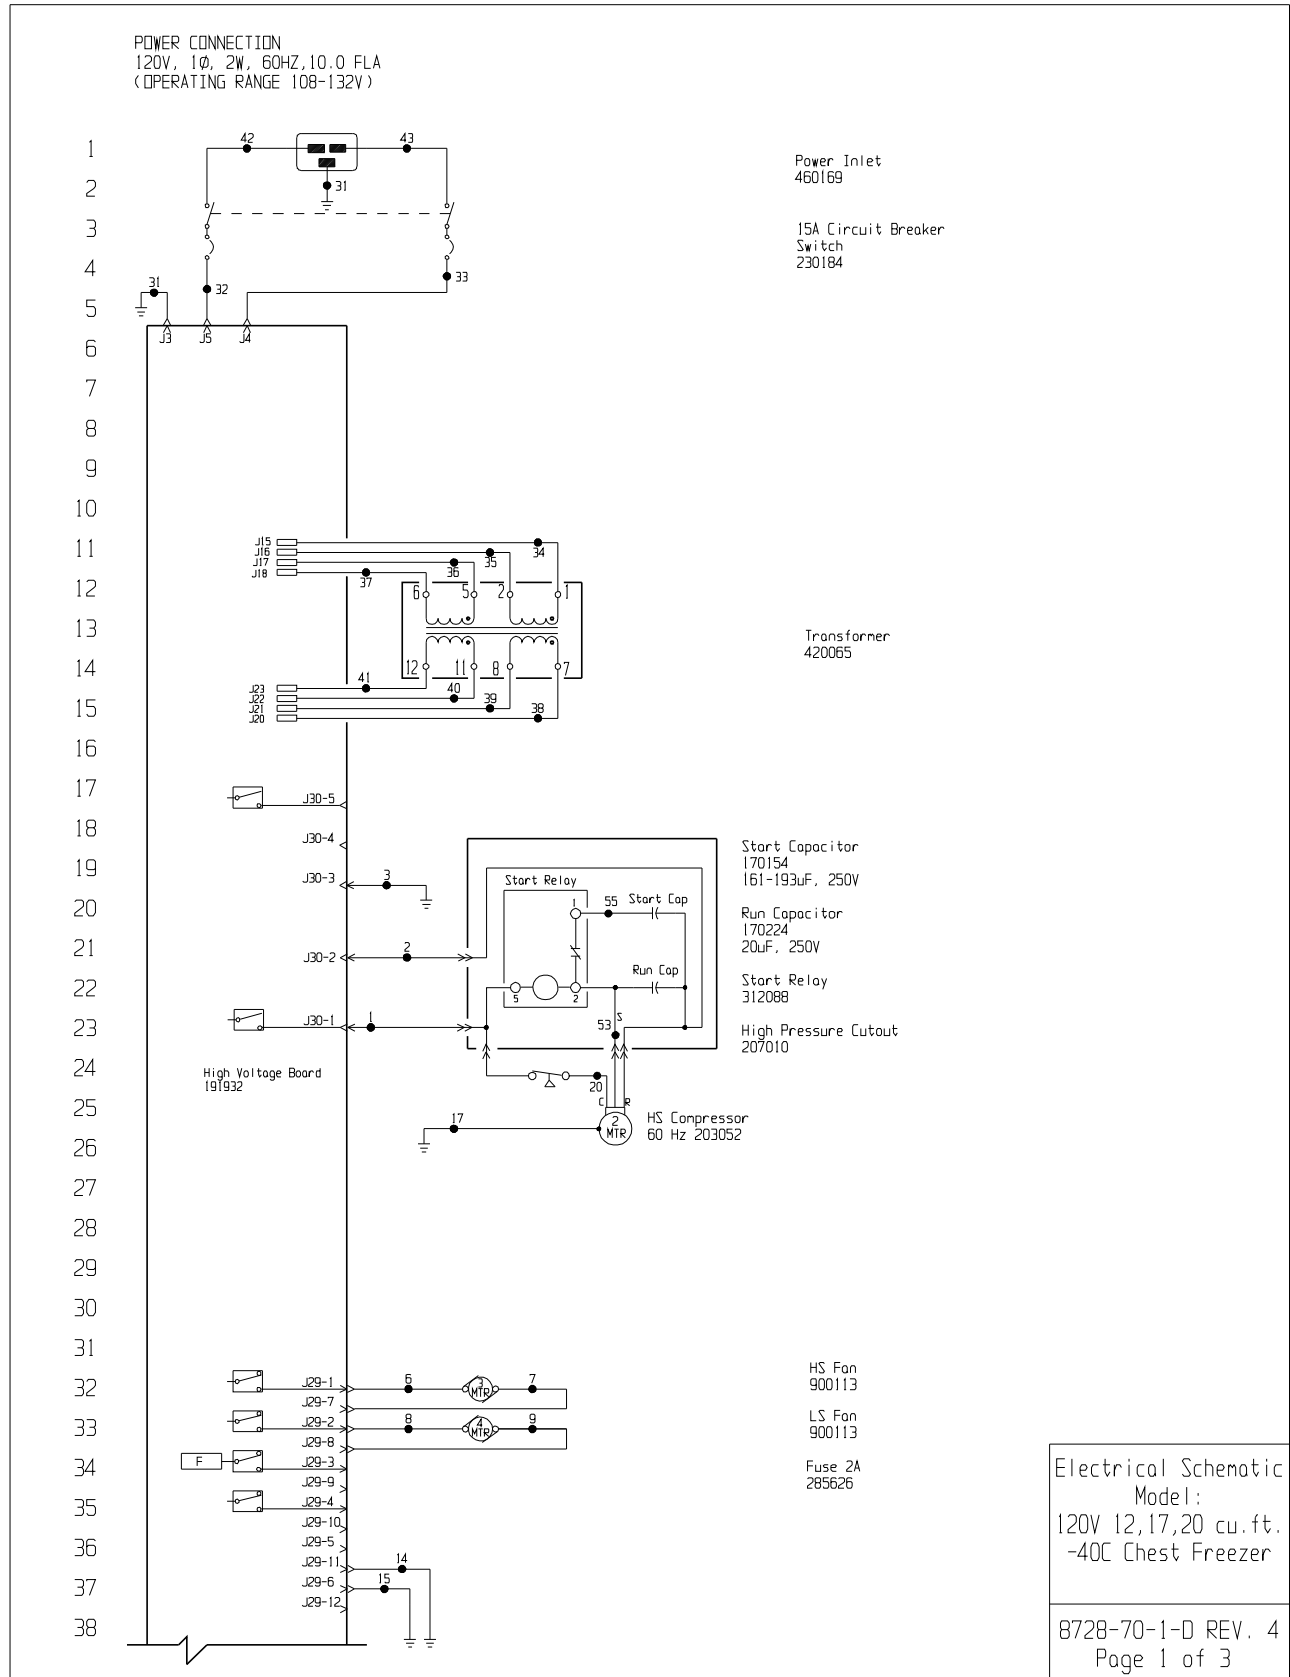 POWER CONNECTION
120V, 1Ø, 2W, 60HZ,10.0 FLA
(OPERATING RANGE 108-132V)
1
42
43
Power Inlet
460169
2
31
3
15A Circuit Breaker
Switch
230184
4
31
32
33
5
J3
J5
J4
6
7
8
9
10
11
J15
J16
J17
J18
34
35
36
37
12
6
5
2
1
13
Transformer
420065
14
12
11
8
7
J23
J22
J21
J20
41
40
39
38
15
16
17
J30-5
18
J30-4
Start Capacitor
170154
161-193uF, 250V
19
J30-3
3
Start Relay
1
55
Start Cap
20
Run Capacitor
170224
20uF, 250V
21
J30-2
2
Run Cap
22
5
2
Start Relay
312088
23
J30-1
1
53
S
High Pressure Cutout
207010
24
High Voltage Board
191932
20
25
C
R
17
2
MTR
HS Compressor
60 Hz 203052
26
27
28
29
30
31
32
J29-1
6
3
MTR
7
HS Fan
900113
J29-7
33
J29-2
8
4
MTR
9
LS Fan
900113
J29-8
34
F
J29-3
Fuse 2A
285626
J29-9
35
J29-4
J29-10
36
J29-5
J29-11
14
37
J29-6
15
J29-12
38
Electrical Schematic
Model:
120V 12,17,20 cu.ft.
-40C Chest Freezer
8728-70-1-D REV. 4
Page 1 of 3